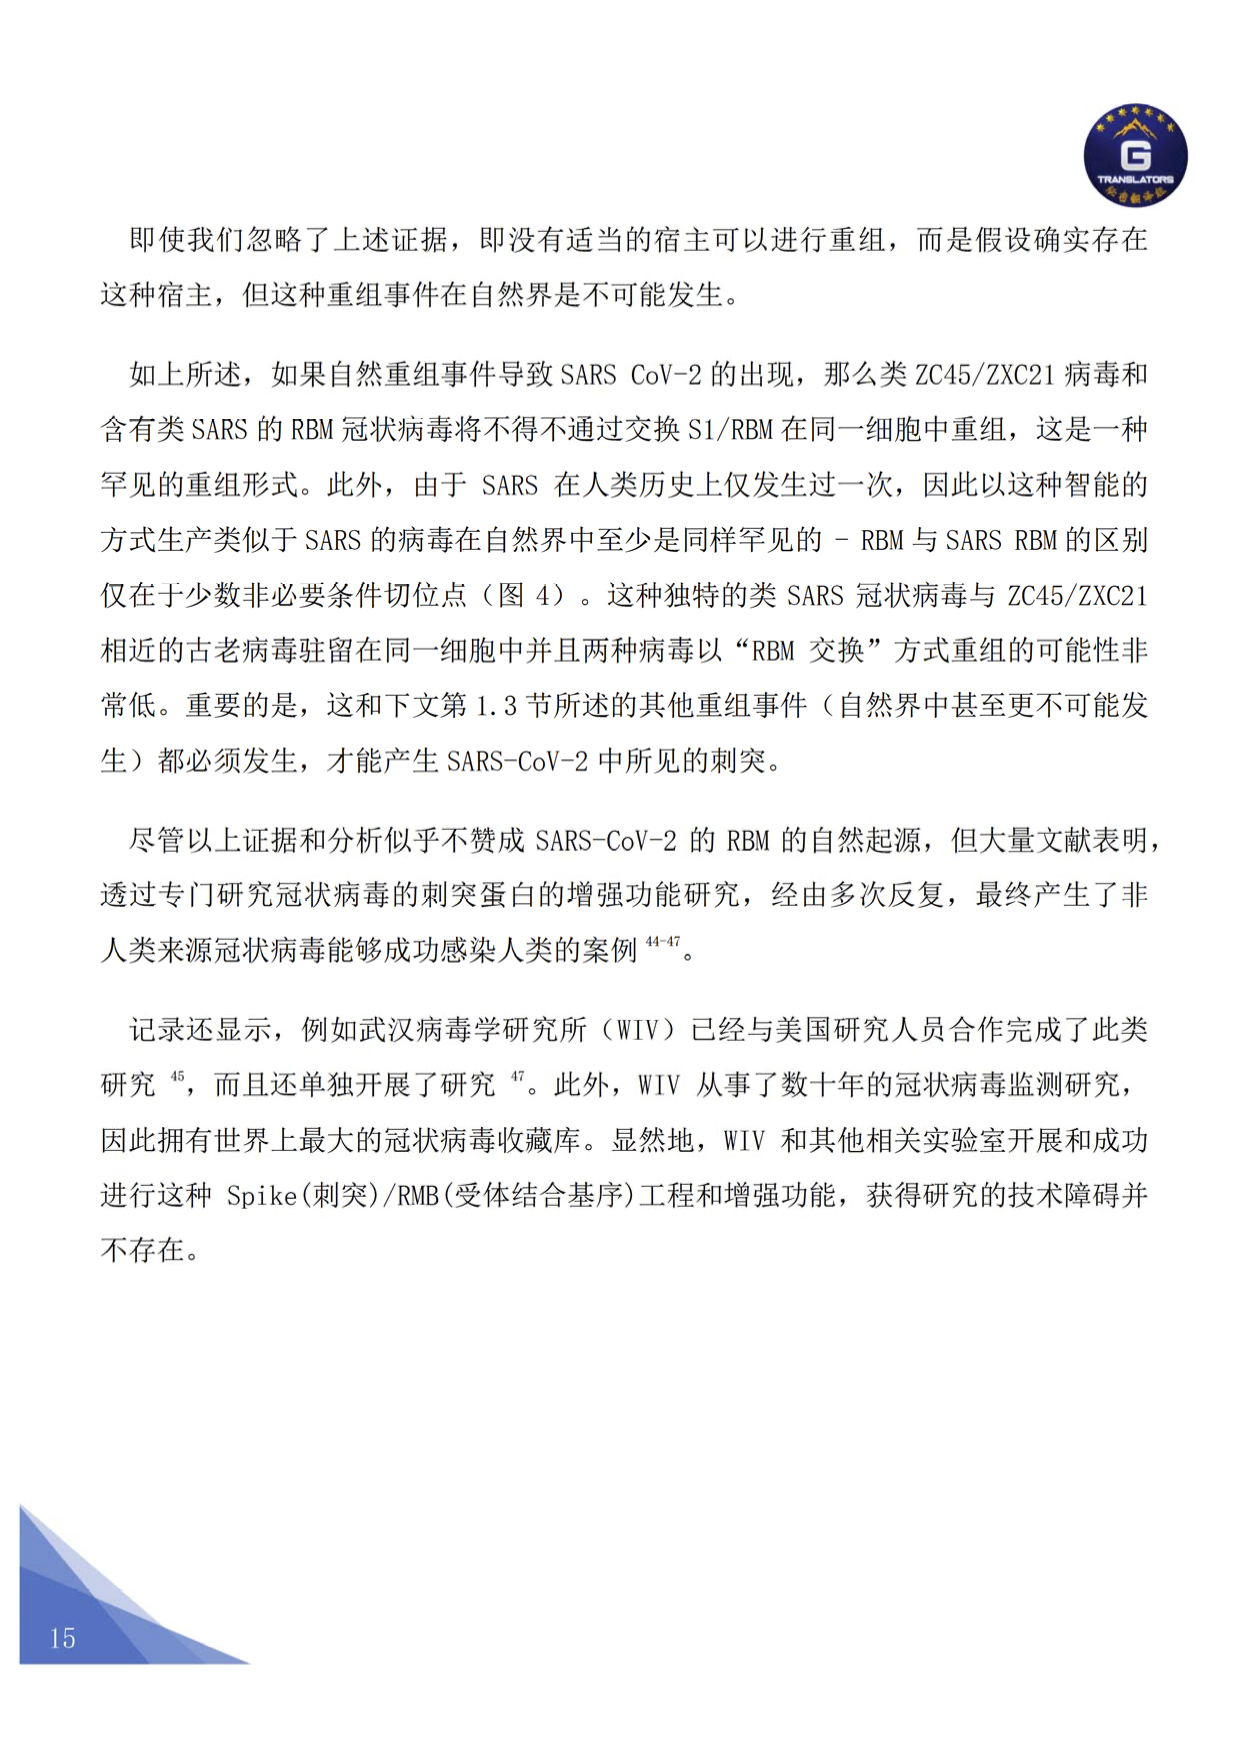 G
TRANSLATORS
即使我们忽略了上述证据，即没有适当的宿主可以进行重组，而是假设确实存在
这种宿主，但这种重组事件在自然界是不可能发生。
如上所述，如果自然重组事件导致 SARS CoV-2 的出现，那么类 ZC45/ZXC21 病毒和
含有类 SARS 的 RBM 冠状病毒将不得不通过交换 S1/RBM 在同一细胞中重组，这是一种
罕见的重组形式。此外，由于 SARS 在人类历史上仅发生过一次，因此以这种智能的
方式生产类似于 SARS 的病毒在自然界中至少是同样罕见的 – RBM 与 SARS RBM 的区别
仅在于少数非必要条件切位点（图 4）。这种独特的类 SARS 冠状病毒与 ZC45/ZXC21
相近的古老病毒驻留在同一细胞中并且两种病毒以“RBM 交换”方式重组的可能性非
常低。重要的是，这和下文第 1.3 节所述的其他重组事件（自然界中甚至更不可能发
生）都必须发生，才能产生 SARS-CoV-2 中所见的刺突。
尽管以上证据和分析似乎不赞成 SARS-CoV-2 的 RBM 的自然起源，但大量文献表明，
透过专门研究冠状病毒的刺突蛋白的增强功能研究，经由多次反复，最终产生了非
人类来源冠状病毒能够成功感染人类的案例 44-47。
记录还显示，例如武汉病毒学研究所（WIV）已经与美国研究人员合作完成了此类
研究 45，而且还单独开展了研究 47。此外，WIV 从事了数十年的冠状病毒监测研究，
因此拥有世界上最大的冠状病毒收藏库。显然地，WIV 和其他相关实验室开展和成功
进行这种 Spike(刺突)/RMB(受体结合基序)工程和增强功能，获得研究的技术障碍并
不存在。
15